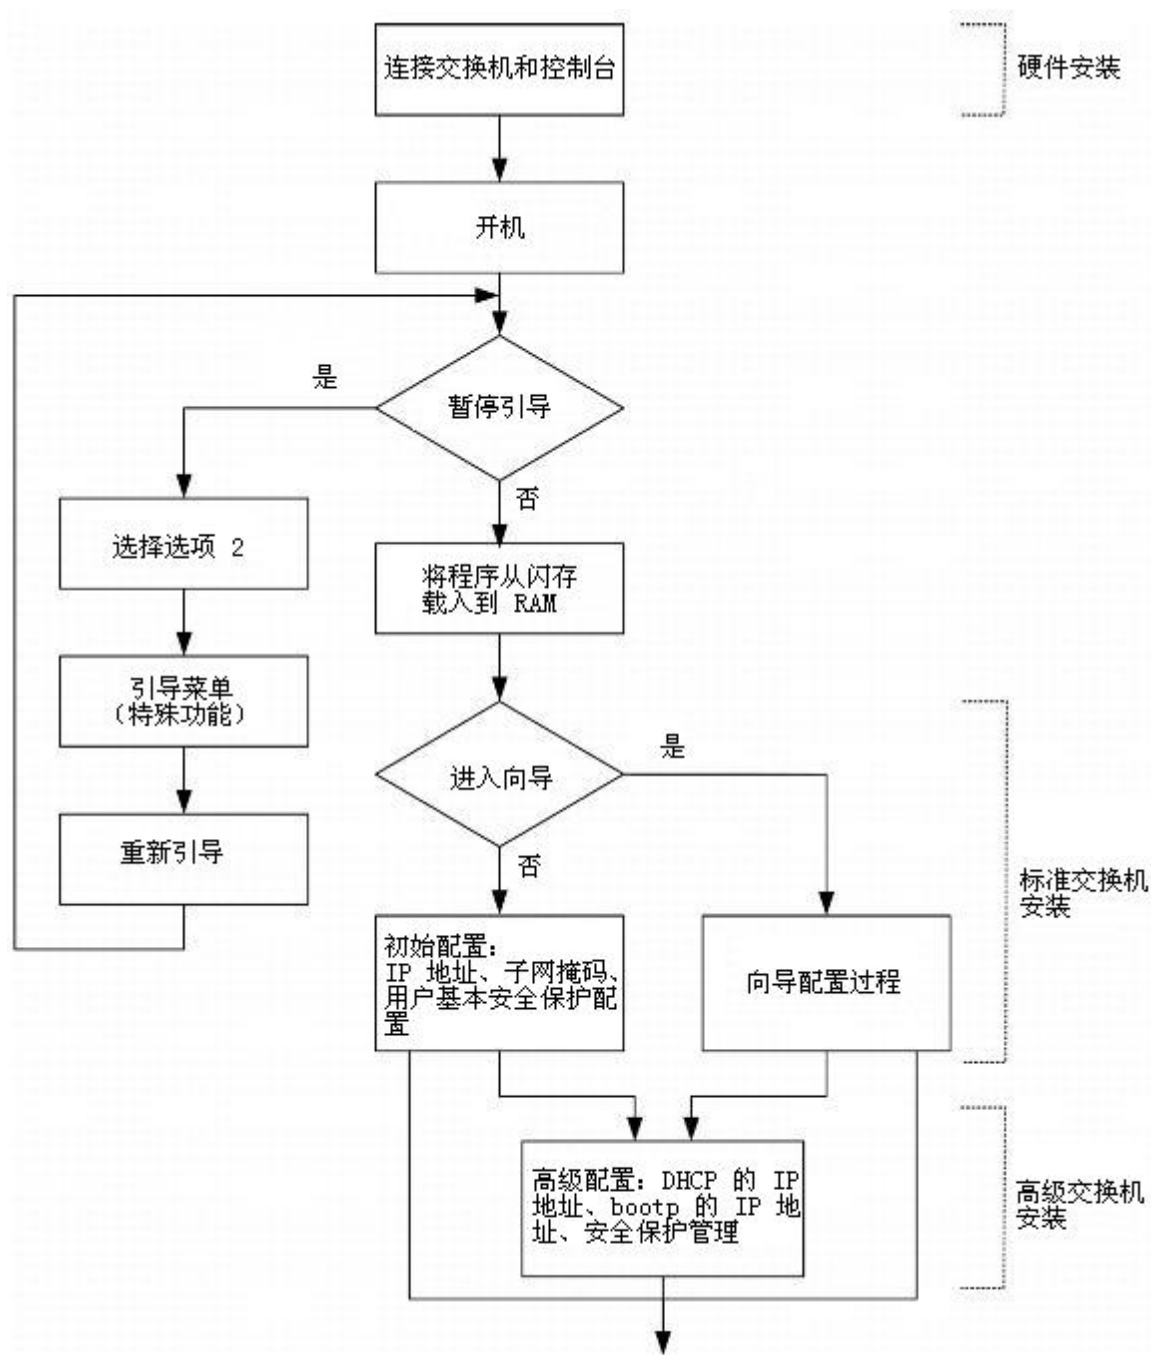 连接交换机和控制台
硬件安装
开机
是
暂停引导
否
选择选项 2
将程序从闪存
载入到 RAM
引导菜单
(特殊功能)
是
进入向导
重新引导
否
标准交换机
安装
初始配置:
IP 地址、子网掩码、
用户基本安全保护配
置
向导配置过程
高级配置: DHCP 的 IP
地址、bootp 的 IP 地
址、安全保护管理
高级交换机
安装